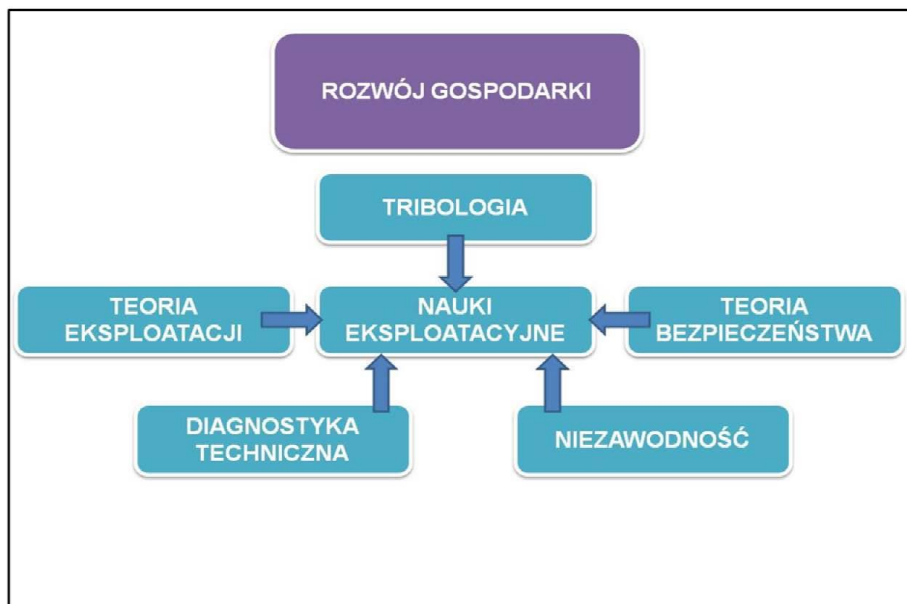 ROZWÓJ GOSPODARKI
TRIBOLOGIA
TEORIA
EKSPLOATACJI
NAUKI
EKSPLOATACYJNE
TEORIA
BEZPIECZEŃSTWA
DIAGNOSTYKA
TECHNICZNA
NIEZAWODNOŚĆ